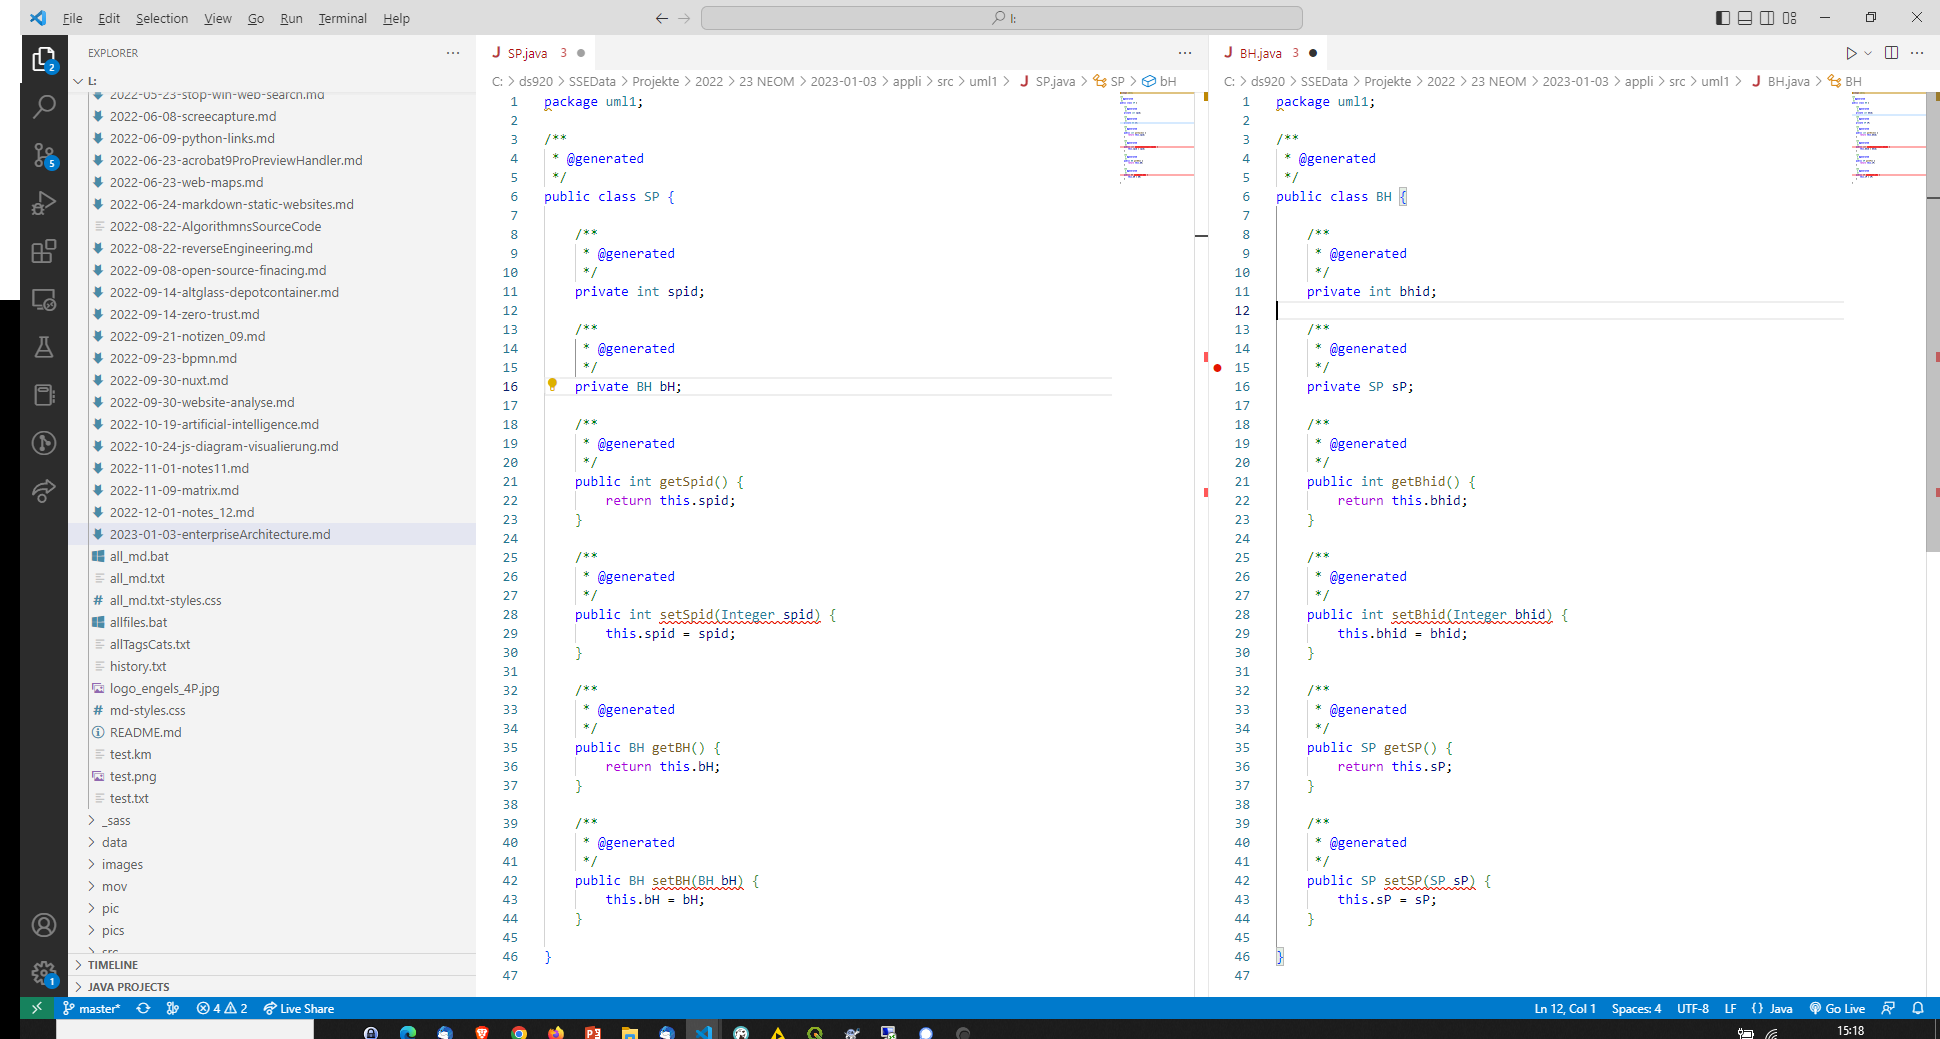 File Edit Selection View Go Run Terminal Help
l:
EXPLORER
L:
2022-05-23-stop-win-web-search.md
2022-06-08-screecapture.md
2022-06-09-python-links.md
2022-06-23-acrobat9ProPreviewHandler.md
2022-06-23-web-maps.md
2022-06-24-markdown-static-websites.md
2022-08-22-AlgorithmnsSourceCode
2022-08-22-reverseEngineering.md
2022-09-08-open-source-finacing.md
2022-09-14-altglass-depotcontainer.md
2022-09-14-zero-trust.md
2022-09-21-notizen_09.md
2022-09-23-bpmn.md
2022-09-30-nuxt.md
2022-09-30-website-analyse.md
2022-10-19-artificial-intelligence.md
2022-10-24-js-diagram-visualierung.md
2022-11-01-notes11.md
2022-11-09-matrix.md
2022-12-01-notes_12.md
2023-01-03-enterpriseArchitecture.md
all_md.bat
all_md.txt
all_md.txt-styles.css
allfiles.bat
allTagsCats.txt
history.txt
logo_engels_4P.jpg
md-styles.css
README.md
test.km
test.png
test.txt
_sass
data
images
mov
pic
pics
src
TIMELINE
JAVA PROJECTS
2
5
1
J SP.java 3
C: > ds920 > SSEData > Projekte > 2022 > 23 NEOM > 2023-01-03 > appli > src > uml1 > J SP.java > SP > bH
1 package uml1;
2
3 /**
4 * @generated
5 */
6 public class SP {
7
8 /**
9 * @generated
10 */
11 private int spid;
12
13 /**
14 * @generated
15 */
16 private BH bH;
17
18 /**
19 * @generated
20 */
21 public int getSpid() {
22 return this.spid;
23 }
24
25 /**
26 * @generated
27 */
28 public int setSpid(Integer spid) {
29 this.spid = spid;
30 }
31
32 /**
33 * @generated
34 */
35 public BH getBH() {
36 return this.bH;
37 }
38
39 /**
40 * @generated
41 */
42 public BH setBH(BH bH) {
43 this.bH = bH;
44 }
45
46 }
47
J BH.java 3
C: > ds920 > SSEData > Projekte > 2022 > 23 NEOM > 2023-01-03 > appli > src > uml1 > J BH.java > BH
1 package uml1;
2
3 /**
4 * @generated
5 */
6 public class BH {
7
8 /**
9 * @generated
10 */
11 private int bhid;
12
13 /**
14 * @generated
15 */
16 private SP sP;
17
18 /**
19 * @generated
20 */
21 public int getBhid() {
22 return this.bhid;
23 }
24
25 /**
26 * @generated
27 */
28 public int setBhid(Integer bhid) {
29 this.bhid = bhid;
30 }
31
32 /**
33 * @generated
34 */
35 public SP getSP() {
36 return this.sP;
37 }
38
39 /**
40 * @generated
41 */
42 public SP setSP(SP sP) {
43 this.sP = sP;
44 }
45
46 }
47
master* 4 2 Live Share Ln 12, Col 1 Spaces: 4 UTF-8 LF {} Java Go Live
15:18